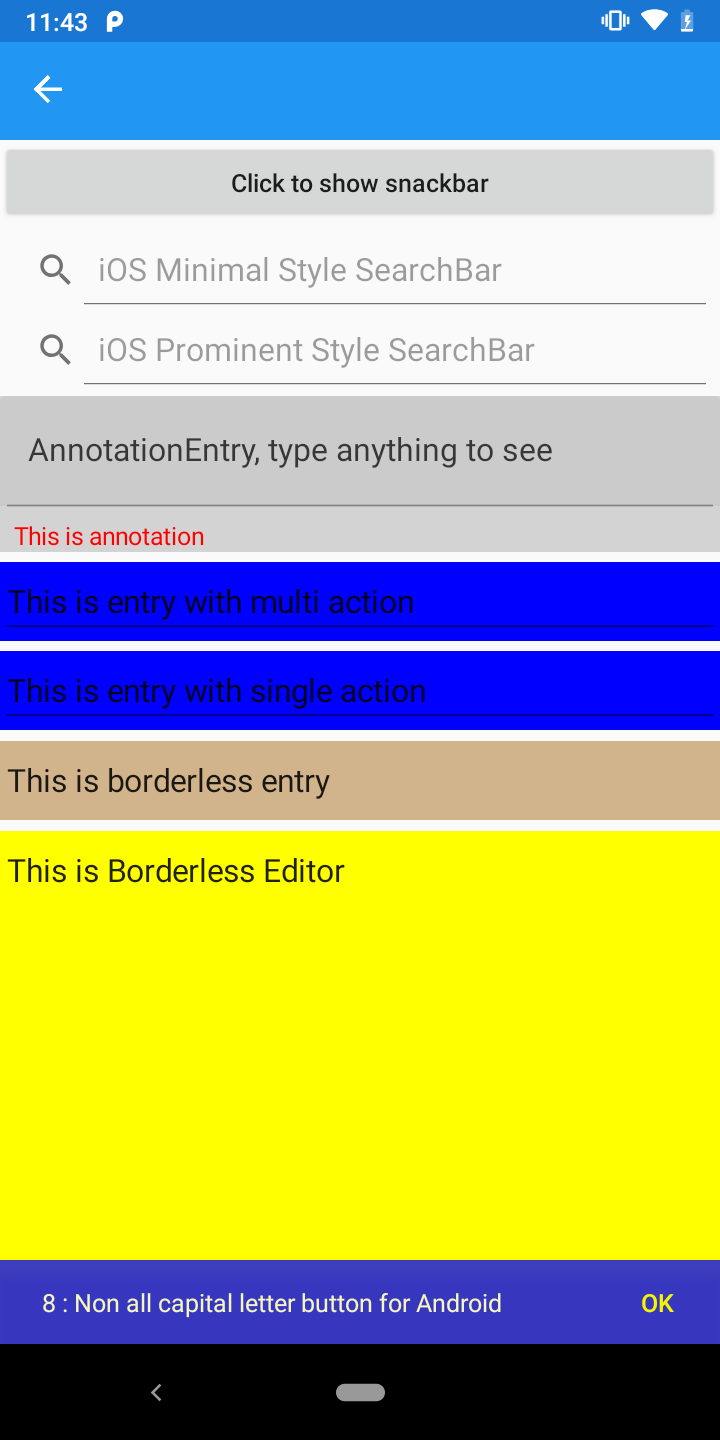 11:43
Click to show snackbar
iOS Minimal Style SearchBar
iOS Prominent Style SearchBar
AnnotationEntry, type anything to see
This is annotation
This is entry with multi action
This is entry with single action
This is borderless entry
This is Borderless Editor
8 : Non all capital letter button for Android OK